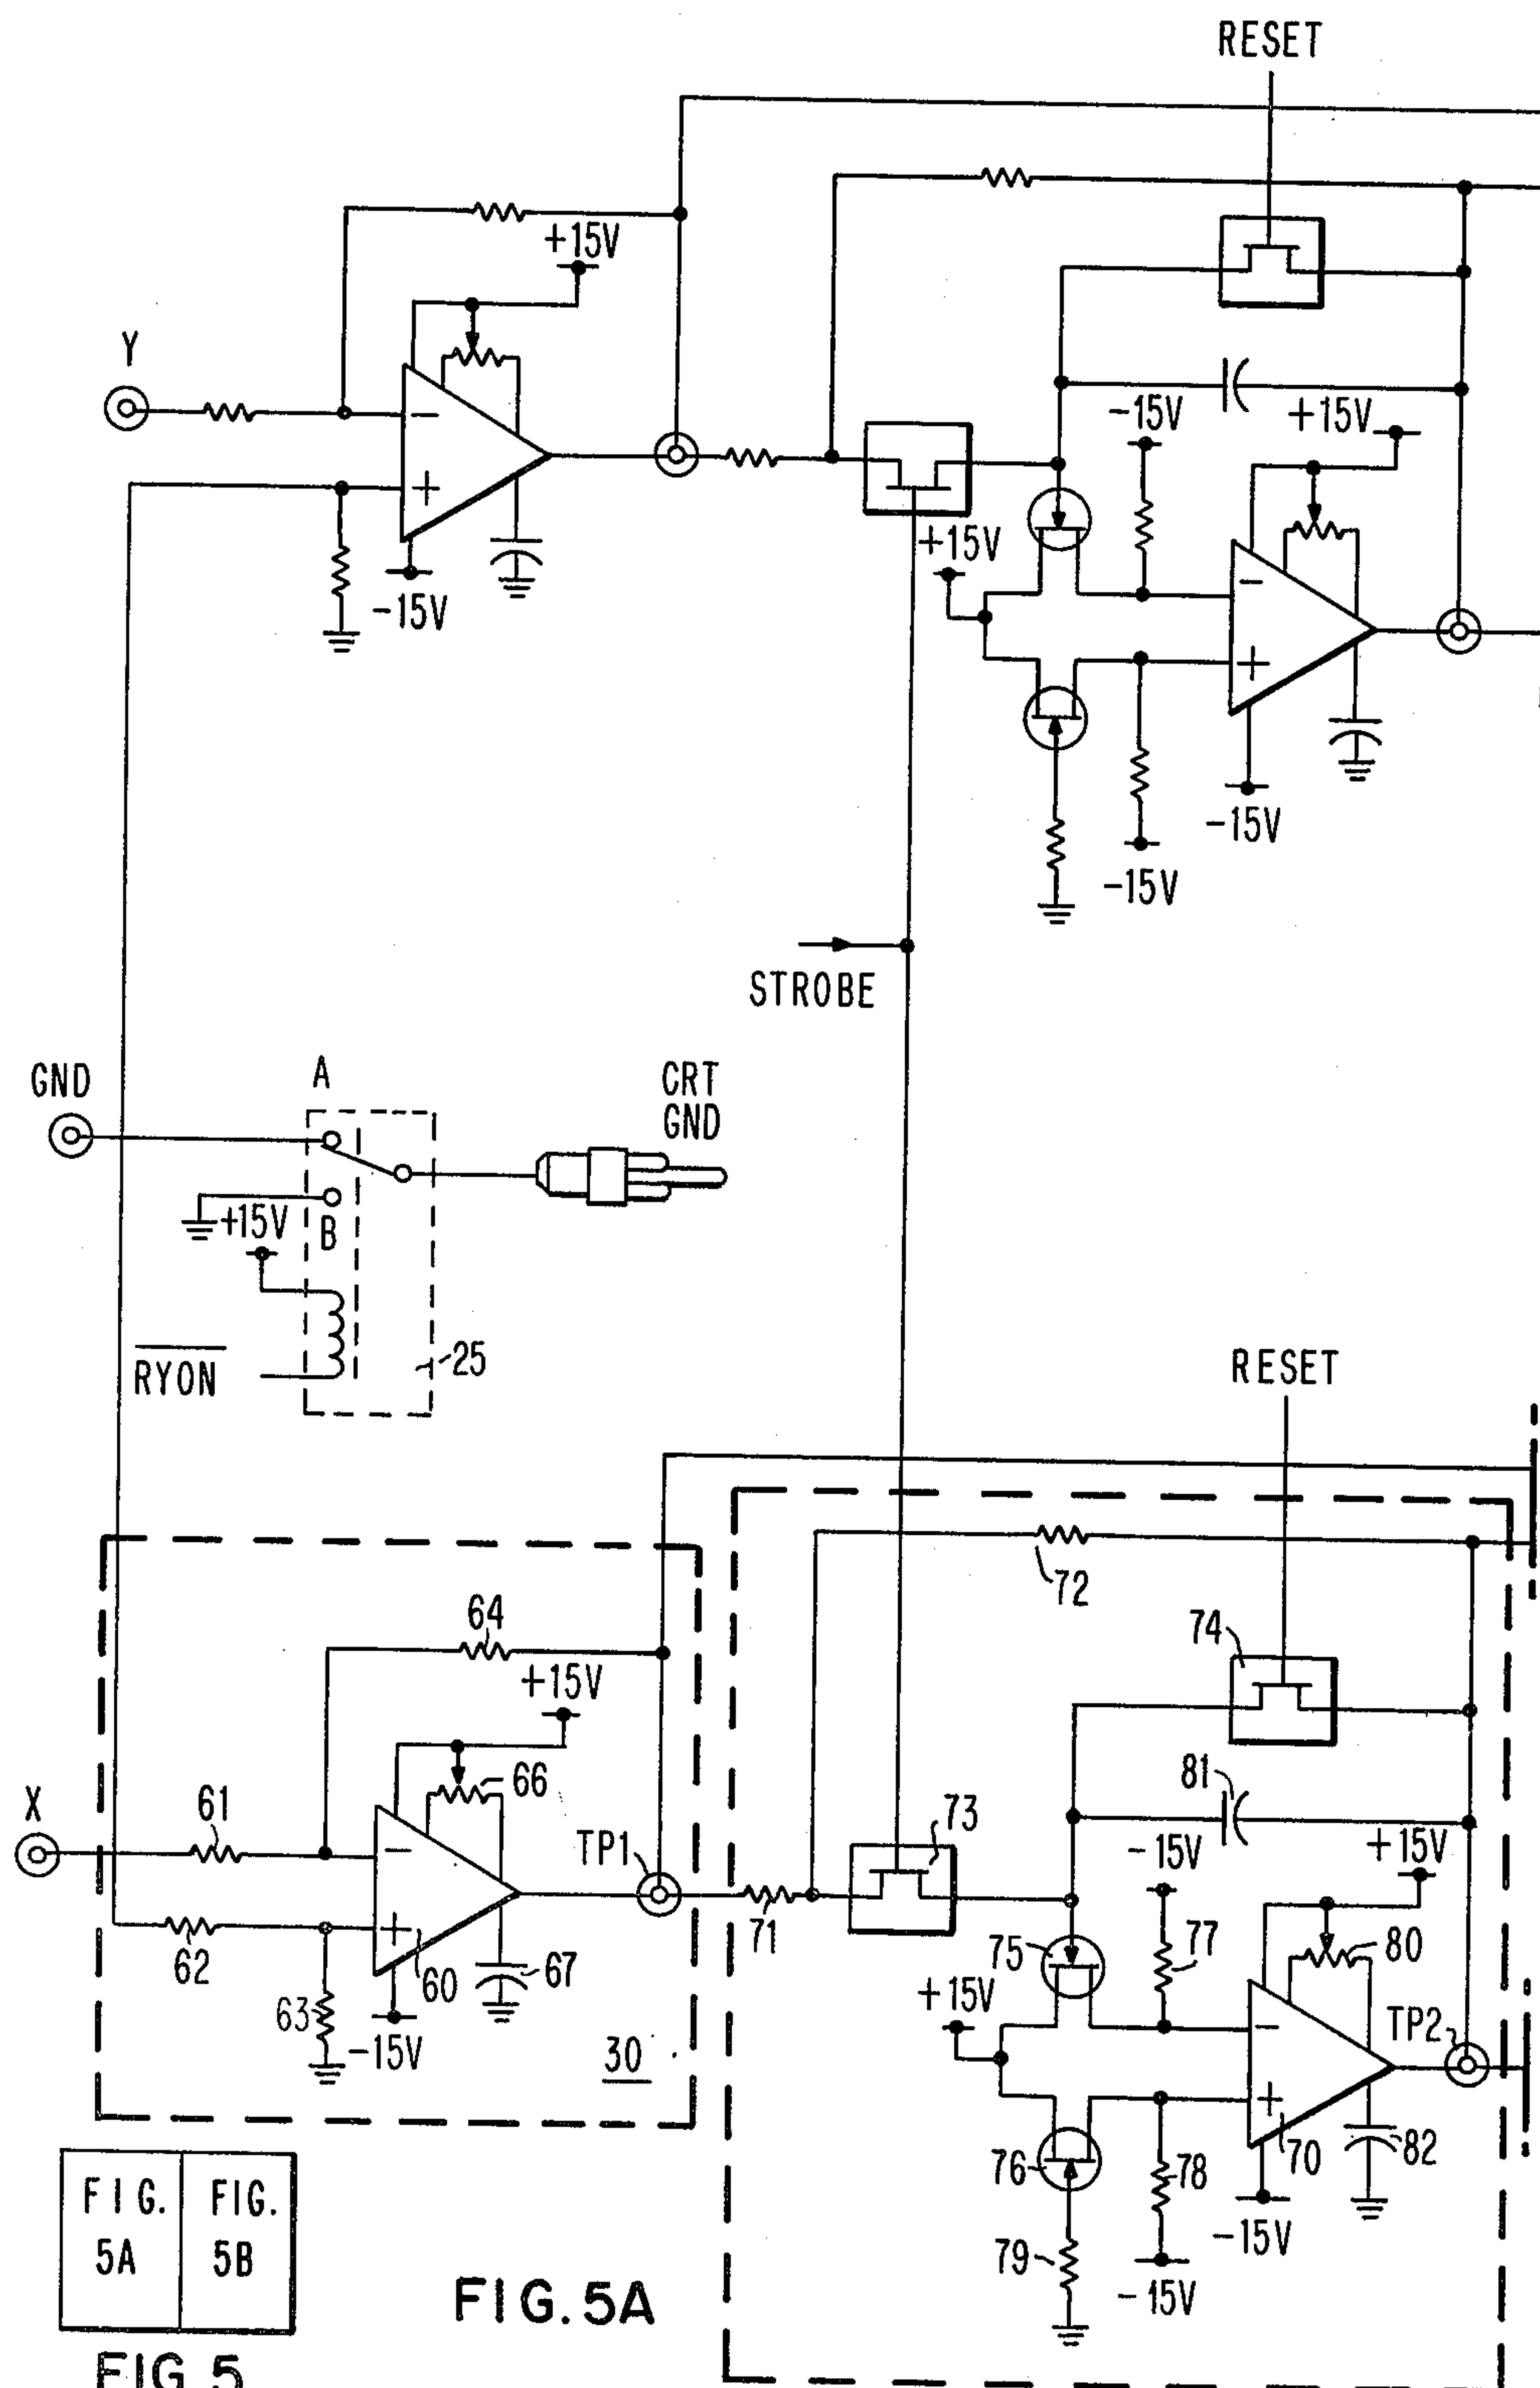 RESET
+15V
Y
−
+
-15V
-15V
+15V
+15V
−
+
-15V
-15V
STROBE
GND
A
CRT
GND
+15V
B
RYON
25
RESET
72
64
+15V
74
66
81
X
61
TP1
73
-15V
+15V
−
+
62
60
67
71
75
77
80
63
-15V
+15V
−
TP2
30
+
76
78
70
82
-15V
79
-15V
FIG.
5A
FIG.
5B
FIG. 5A
FIG. 5